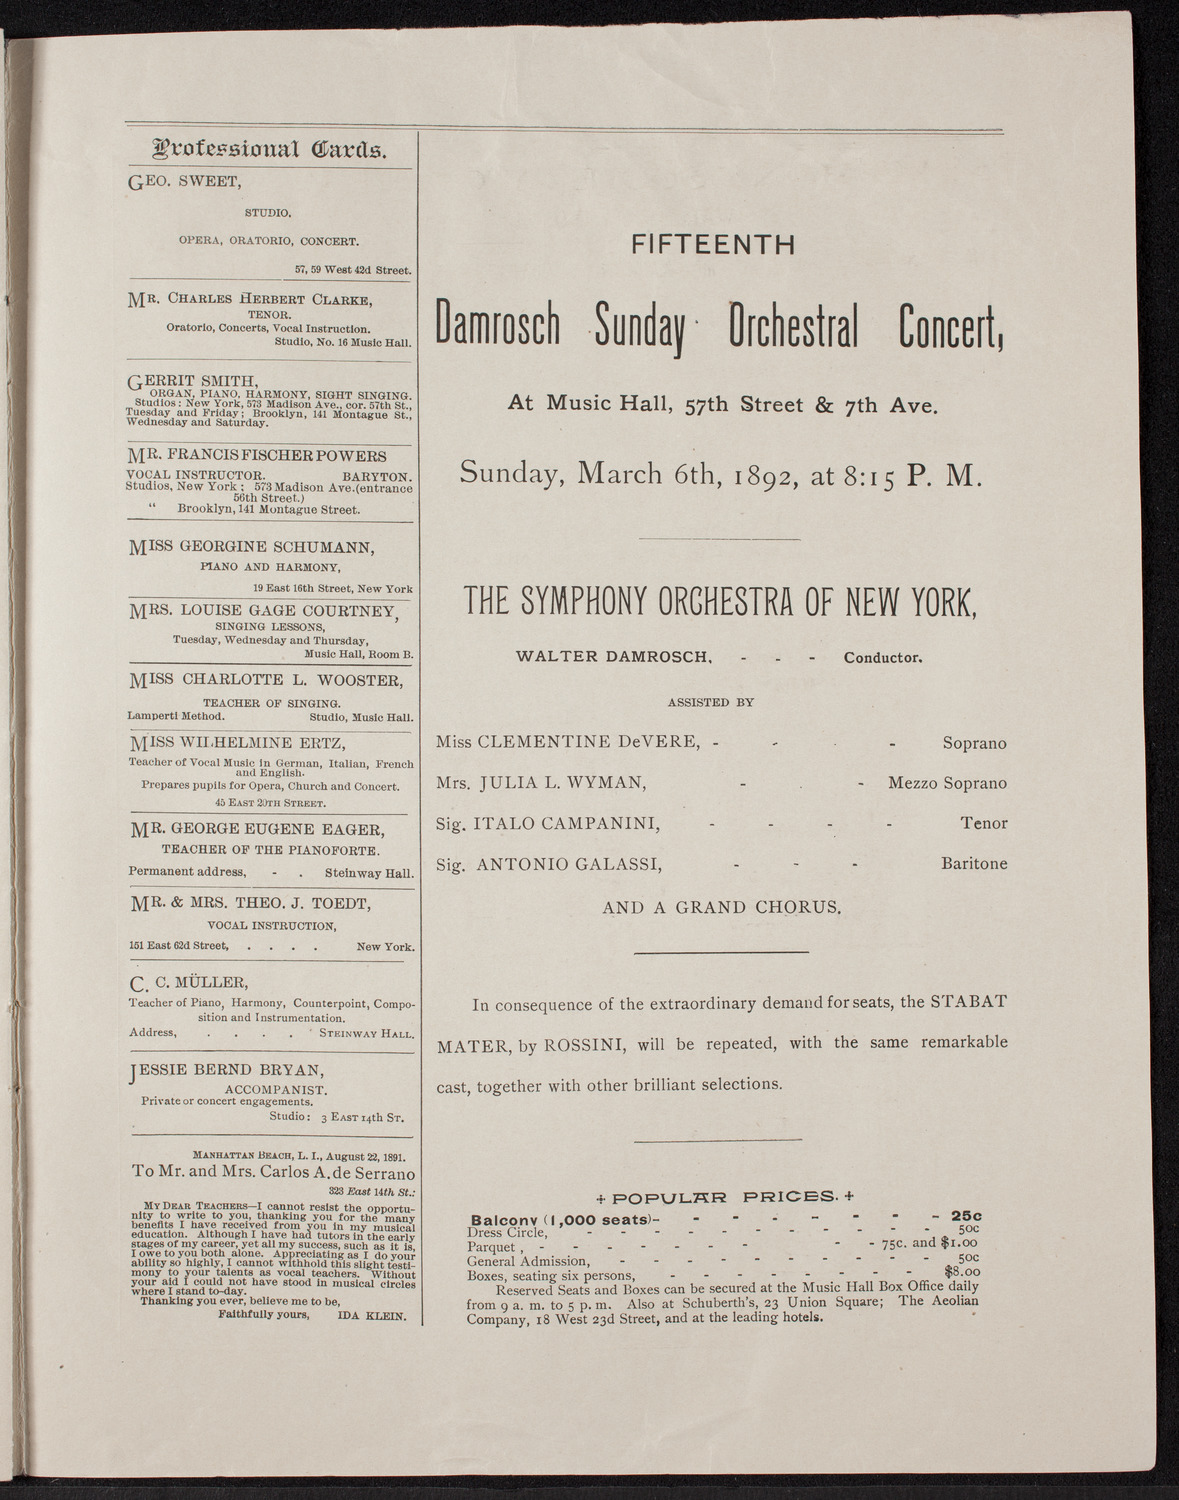 Professional Cards.
GEO. SWEET,
STUDIO.
OPERA, ORATORIO, CONCERT.
57, 59 West 42d Street.
MR. CHARLES HERBERT CLARKE,
TENOR.
Oratorio, Concerts, Vocal Instruction.
Studio, No. 16 Music Hall.
GERRIT SMITH,
ORGAN, PIANO, HARMONY, SIGHT SINGING.
Studios: New York, 573 Madison Ave., cor. 57th St.,
Tuesday and Friday; Brooklyn, 141 Montague St.,
Wednesday and Saturday.
MR. FRANCIS FISCHER POWERS
VOCAL INSTRUCTOR. BARYTON.
Studios, New York: 573 Madison Ave.(entrance
56th Street.)
" Brooklyn, 141 Montague Street.
MISS GEORGINE SCHUMANN,
PIANO AND HARMONY,
19 East 16th Street, New York
MRS. LOUISE GAGE COURTNEY,
SINGING LESSONS,
Tuesday, Wednesday and Thursday,
Music Hall, Room B.
MISS CHARLOTTE L. WOOSTER,
TEACHER OF SINGING.
Lamperti Method. Studio, Music Hall.
MISS WILHELMINE ERTZ,
Teacher of Vocal Music in German, Italian, French
and English.
Prepares pupils for Opera, Church and Concert.
45 EAST 20TH STREET.
MR. GEORGE EUGENE EAGER,
TEACHER OF THE PIANOFORTE.
Permanent address, - . Steinway Hall.
MR. & MRS. THEO. J. TOEDT,
VOCAL INSTRUCTION,
151 East 62d Street, . . . . New York.
C. C. MÜLLER,
Teacher of Piano, Harmony, Counterpoint, Compo-
sition and Instrumentation.
Address, . . . . STEINWAY HALL.
JESSIE BERND BRYAN,
ACCOMPANIST.
Private or concert engagements.
Studio: 3 EAST 14th ST.
MANHATTAN BEACH, L. I., August 22, 1891.
To Mr. and Mrs. Carlos A. de Serrano
323 East 14th St.:
MY DEAR TEACHERS—I cannot resist the opportu-
nity to write to you, thanking you for the many
benefits I have received from you in my musical
education. Although I have had tutors in the early
stages of my career, yet all my success, such as it is,
I owe to you both alone. Appreciating as I do your
ability so highly, I cannot withhold this slight testi-
mony to your talents as vocal teachers. Without
your aid I could not have stood in musical circles
where I stand to-day.
Thanking you ever, believe me to be,
Faithfully yours, IDA KLEIN.
FIFTEENTH
Damrosch Sunday Orchestral Concert,
At Music Hall, 57th Street & 7th Ave.
Sunday, March 6th, 1892, at 8:15 P. M.
THE SYMPHONY ORCHESTRA OF NEW YORK,
WALTER DAMROSCH, - - - Conductor.
ASSISTED BY
Miss CLEMENTINE DeVERE, - - - Soprano
Mrs. JULIA L. WYMAN, - - Mezzo Soprano
Sig. ITALO CAMPANINI, - - - - Tenor
Sig. ANTONIO GALASSI, - - - Baritone
AND A GRAND CHORUS.
In consequence of the extraordinary demand for seats, the STABAT
MATER, by ROSSINI, will be repeated, with the same remarkable
cast, together with other brilliant selections.
+ POPULAR PRICES. +
Balcony (1,000 seats)- - - - - - - - 25c
Dress Circle, - - - - - - - - - - - 50c
Parquet, - - - - - - - - - 75c. and $1.00
General Admission, - - - - - - - - - - 50c
Boxes, seating six persons, - - - - - - - - $8.00
Reserved Seats and Boxes can be secured at the Music Hall Box Office daily
from 9 a. m. to 5 p. m. Also at Schuberth's, 23 Union Square; The Aeolian
Company, 18 West 23d Street, and at the leading hotels.